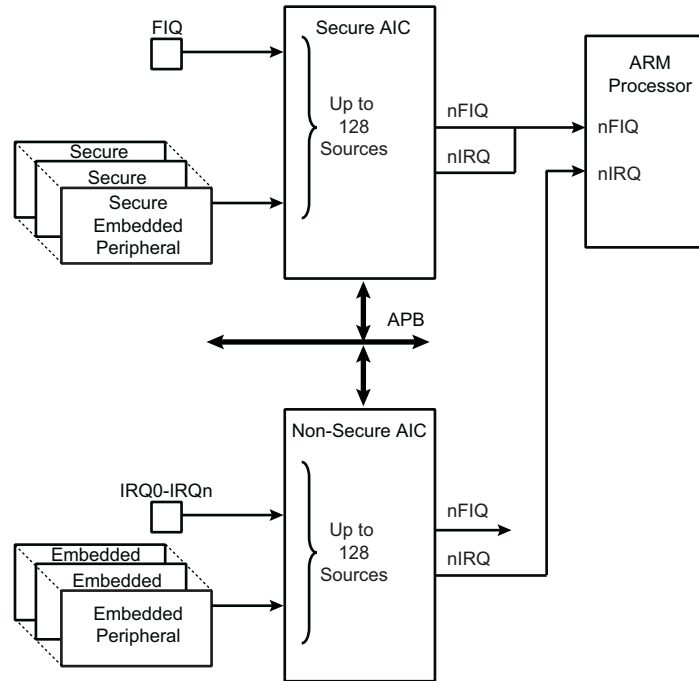 FIQ
Secure AIC
Up to
128
Sources
nFIQ
nIRQ
ARM
Processor
nFIQ
nIRQ
Secure
Secure
Secure
Embedded
Peripheral
APB
Non-Secure AIC
IRQ0-IRQn
Up to
128
Sources
nFIQ
nIRQ
Embedded
Embedded
Embedded
Peripheral